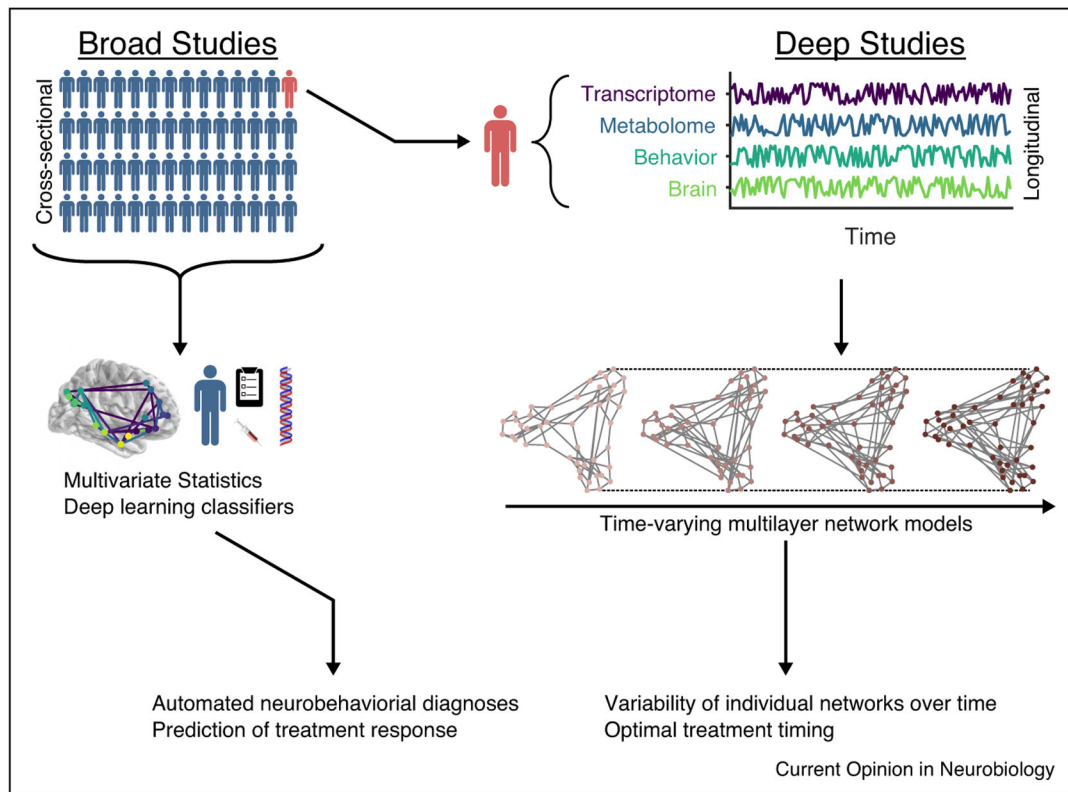 Broad Studies
Cross-sectional
Deep Studies
Transcriptome
Metabolome
Behavior
Brain
Longitudinal
Time
Multivariate Statistics
Deep learning classifiers
Time-varying multilayer network models
Automated neurobehaviorial diagnoses
Prediction of treatment response
Variability of individual networks over time
Optimal treatment timing
Current Opinion in Neurobiology